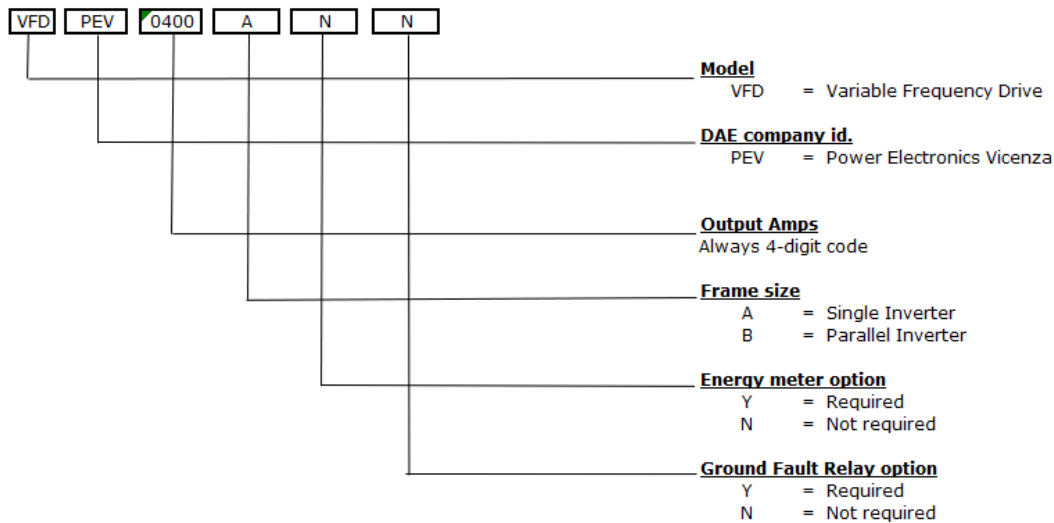 VFD PEV 0400 A N N
Model
VFD = Variable Frequency Drive
DAE company id.
PEV = Power Electronics Vicenza
Output Amps
Always 4-digit code
Frame size
A = Single Inverter
B = Parallel Inverter
Energy meter option
Y = Required
N = Not required
Ground Fault Relay option
Y = Required
N = Not required